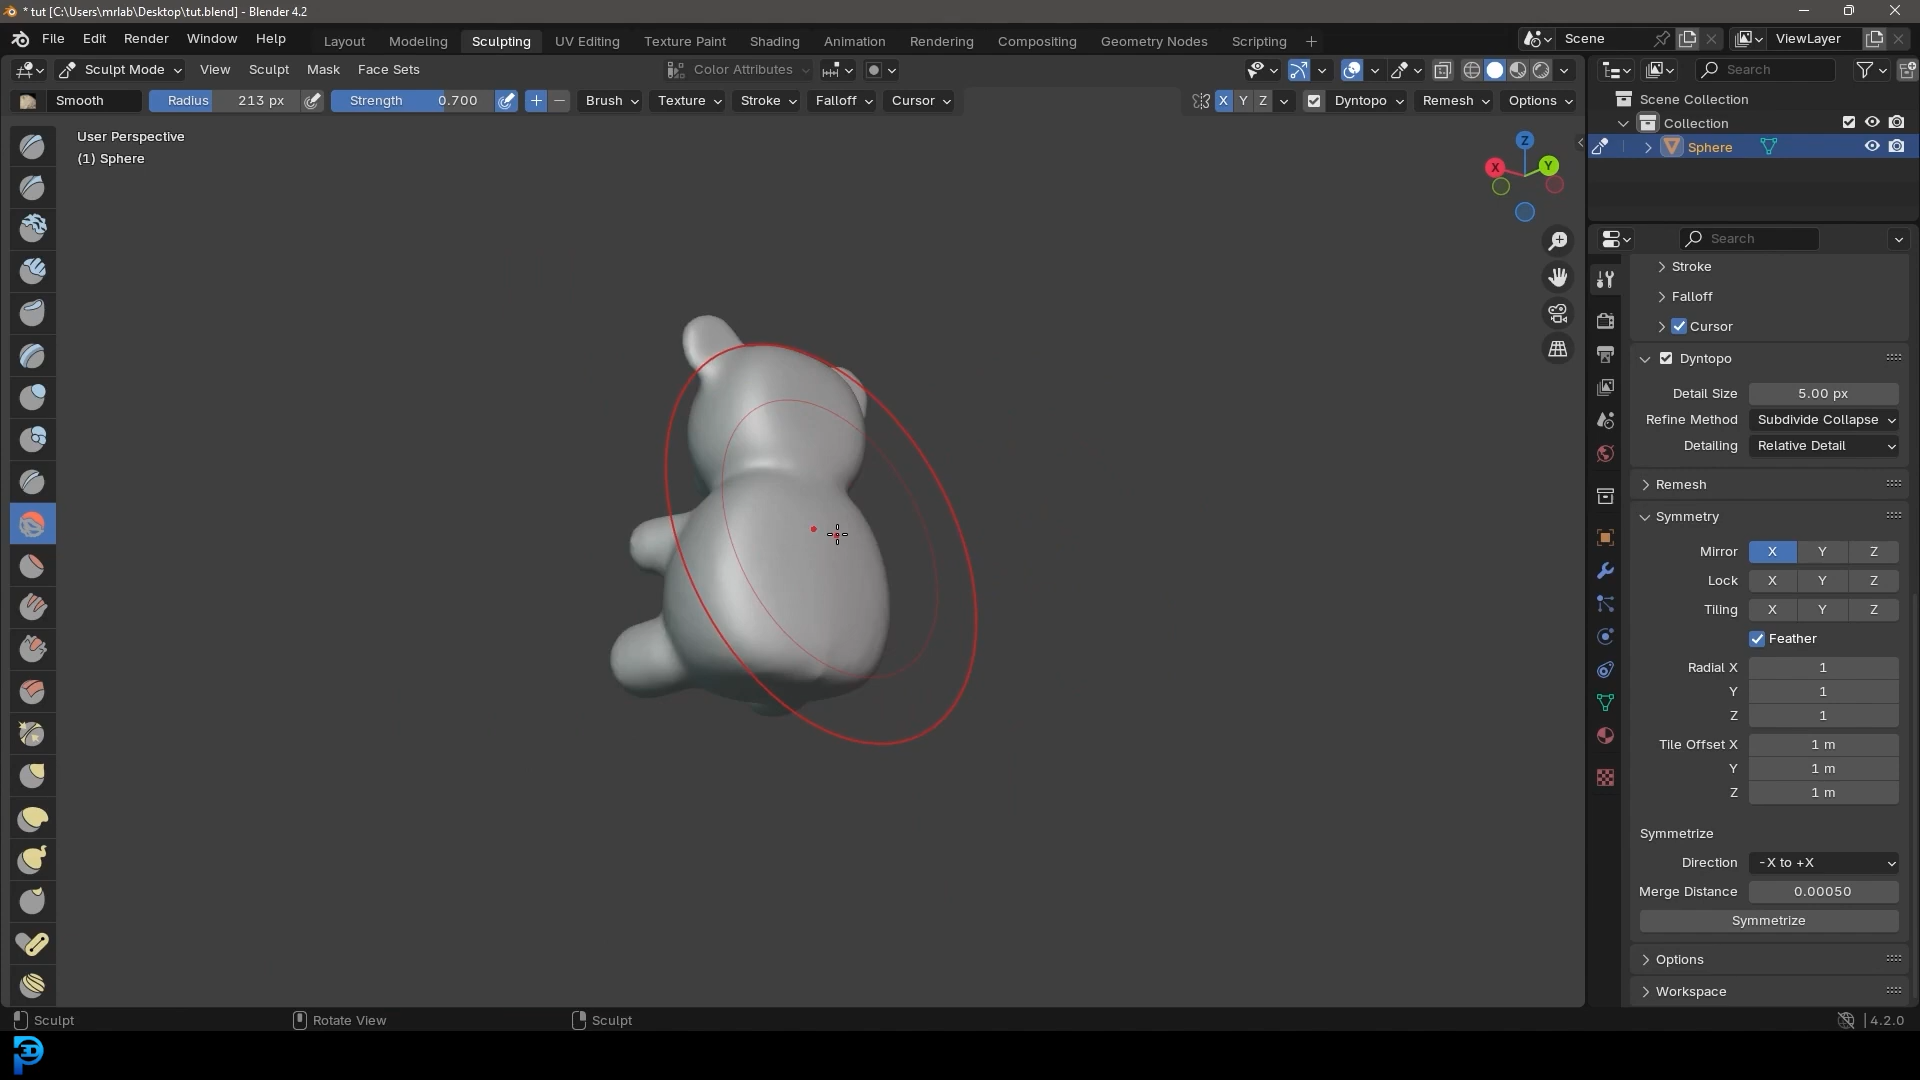 * tut [C:\Users\mrlab\Desktop\tut.blend] - Blender 4.2
File Edit Render Window Help
Layout Modeling Sculpting UV Editing Texture Paint Shading Animation Rendering Compositing Geometry Nodes Scripting +
Scene
ViewLayer
Sculpt Mode View Sculpt Mask Face Sets
Color Attributes
Search
Smooth
Radius 213 px
Strength 0.700
Brush Texture Stroke Falloff Cursor
X Y Z
Dyntopo Remesh Options
User Perspective
(1) Sphere
Z
X
Y
Scene Collection
Collection
Sphere
Search
Stroke
Falloff
Cursor
Dyntopo
Detail Size 5.00 px
Refine Method Subdivide Collapse
Detailing Relative Detail
Remesh
Symmetry
Mirror X Y Z
Lock X Y Z
Tiling X Y Z
Feather
Radial X 1
Y 1
Z 1
Tile Offset X 1 m
Y 1 m
Z 1 m
Symmetrize
Direction -X to +X
Merge Distance 0.00050
Symmetrize
Options
Workspace
Sculpt
Rotate View
Sculpt
4.2.0